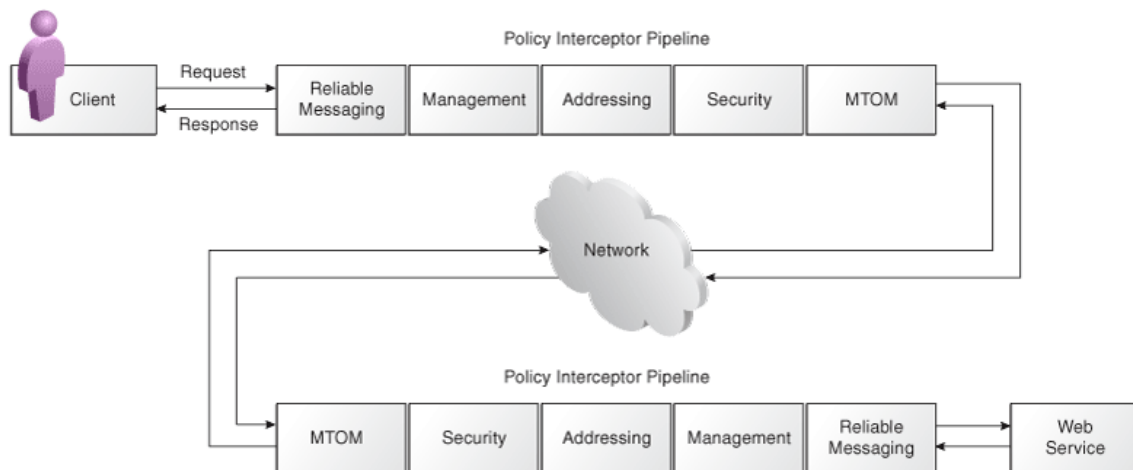 Policy Interceptor Pipeline
Client
Request
Response
Reliable
Messaging
Management
Addressing
Security
MTOM
Network
Policy Interceptor Pipeline
MTOM
Security
Addressing
Management
Reliable
Messaging
Web
Service